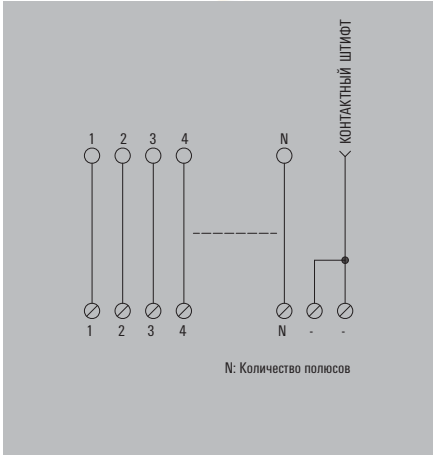 КОНТАКТНЫЙ ШТИФТ
1 2 3 4 N
1 2 3 4 N - -
N: Количество полюсов